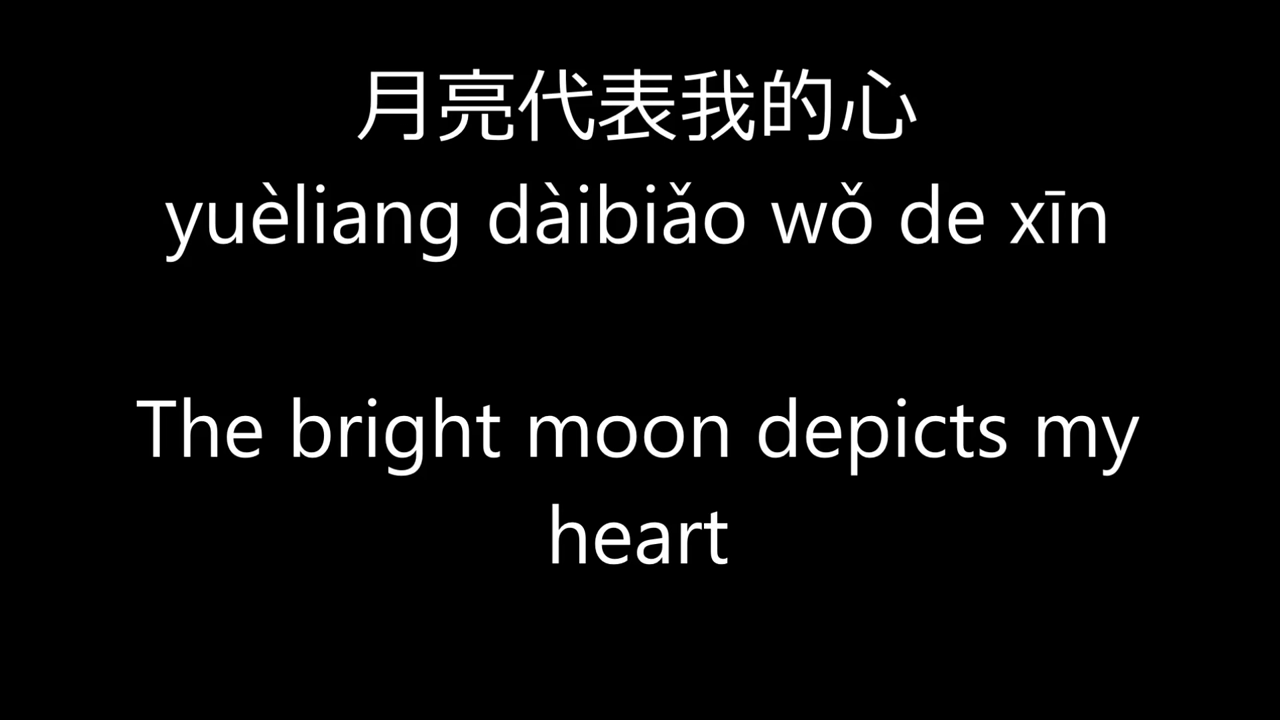 月亮代表我的心
yuèliang dàibiǎo wǒ de xīn
The bright moon depicts my
heart